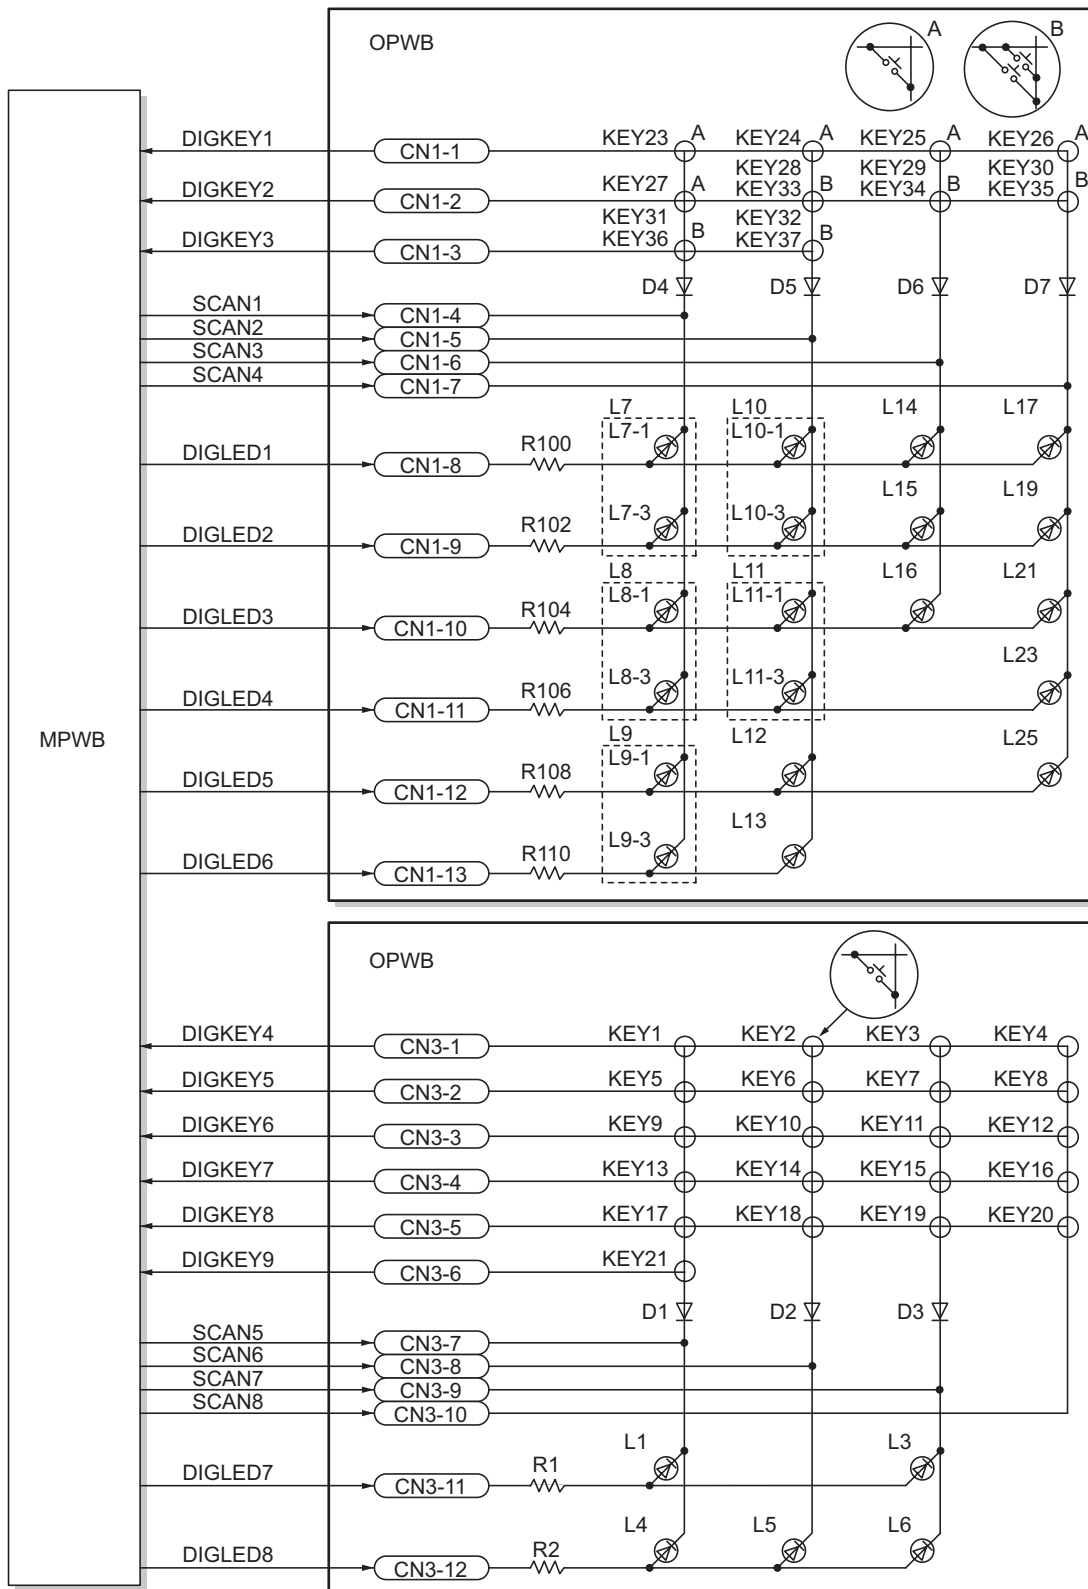 OPWB
A
B
DIGKEY1 CN1-1 KEY23 A KEY24 A KEY25 A KEY26 A
KEY28 KEY29 KEY30
DIGKEY2 CN1-2 KEY27 A KEY33 B KEY34 B KEY35 B
KEY31 KEY32
DIGKEY3 CN1-3 KEY36 B KEY37 B
D4 D5 D6 D7
SCAN1 CN1-4
SCAN2 CN1-5
SCAN3 CN1-6
SCAN4 CN1-7
L7 L10 L14 L17
L7-1 L10-1
DIGLED1 CN1-8 R100
L15 L19
L7-3 L10-3
DIGLED2 CN1-9 R102
L8 L11 L16 L21
L8-1 L11-1
DIGLED3 CN1-10 R104
L23
L8-3 L11-3
DIGLED4 CN1-11 R106
MPWB
L9 L12 L25
L9-1
DIGLED5 CN1-12 R108
L13
L9-3
DIGLED6 CN1-13 R110
OPWB
DIGKEY4 CN3-1 KEY1 KEY2 KEY3 KEY4
DIGKEY5 CN3-2 KEY5 KEY6 KEY7 KEY8
DIGKEY6 CN3-3 KEY9 KEY10 KEY11 KEY12
DIGKEY7 CN3-4 KEY13 KEY14 KEY15 KEY16
DIGKEY8 CN3-5 KEY17 KEY18 KEY19 KEY20
DIGKEY9 CN3-6 KEY21
D1 D2 D3
SCAN5 CN3-7
SCAN6 CN3-8
SCAN7 CN3-9
SCAN8 CN3-10
L1 L3
DIGLED7 CN3-11 R1
L4 L5 L6
DIGLED8 CN3-12 R2